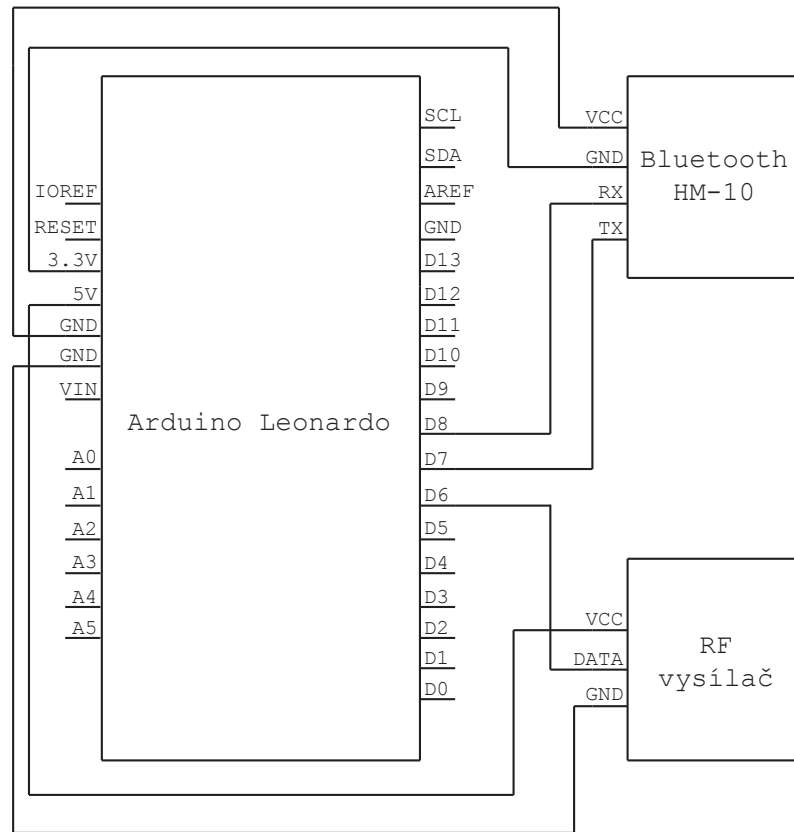 SCL
SDA
IOREF
AREF
RESET
GND
3.3V
D13
5V
D12
GND
D11
GND
D10
VIN
D9
Arduino Leonardo
D8
A0
D7
A1
D6
A2
D5
A3
D4
A4
D3
A5
D2
D1
D0
VCC
GND
Bluetooth
HM-10
RX
TX
VCC
RF
DATA
vysílač
GND